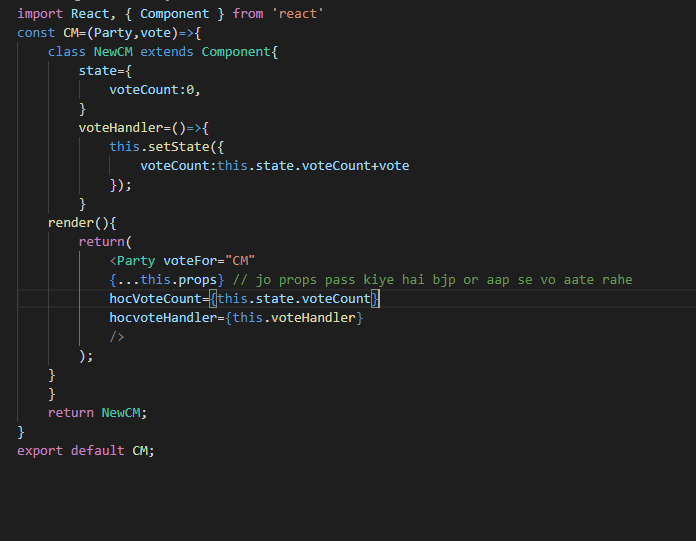 import React, { Component } from 'react'
const CM=(Party,vote)=>{
class NewCM extends Component{
state={
voteCount:0,
}
voteHandler=()=>{
this.setState({
voteCount:this.state.voteCount+vote
});
}
render(){
return(
<Party voteFor="CM"
{...this.props} // jo props pass kiye hai bjp or aap se vo aate rahe
hocVoteCount={this.state.voteCount}
hocvoteHandler={this.voteHandler}
/>
);
}
}
return NewCM;
}
export default CM;